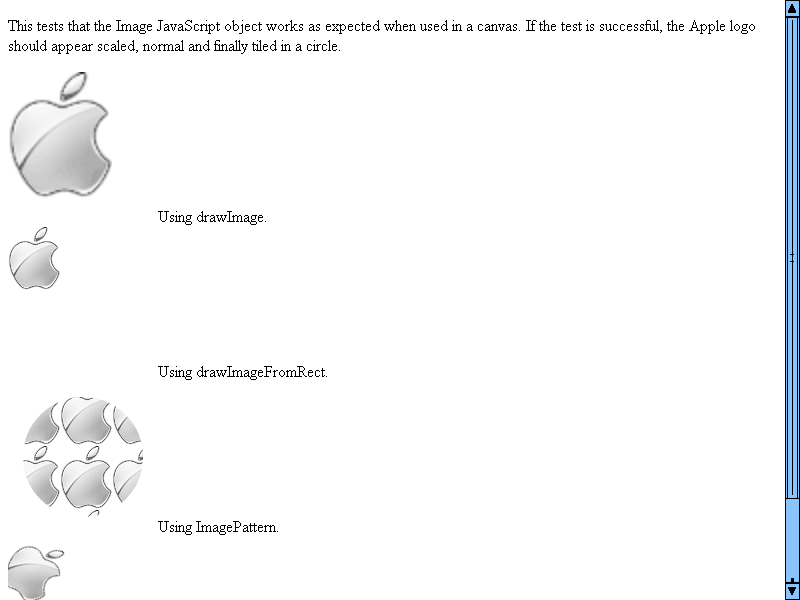 This tests that the Image JavaScript object works as expected when used in a canvas. If the test is successful, the Apple logo
should appear scaled, normal and finally tiled in a circle.
Using drawImage.
Using drawImageFromRect.
Using ImagePattern.